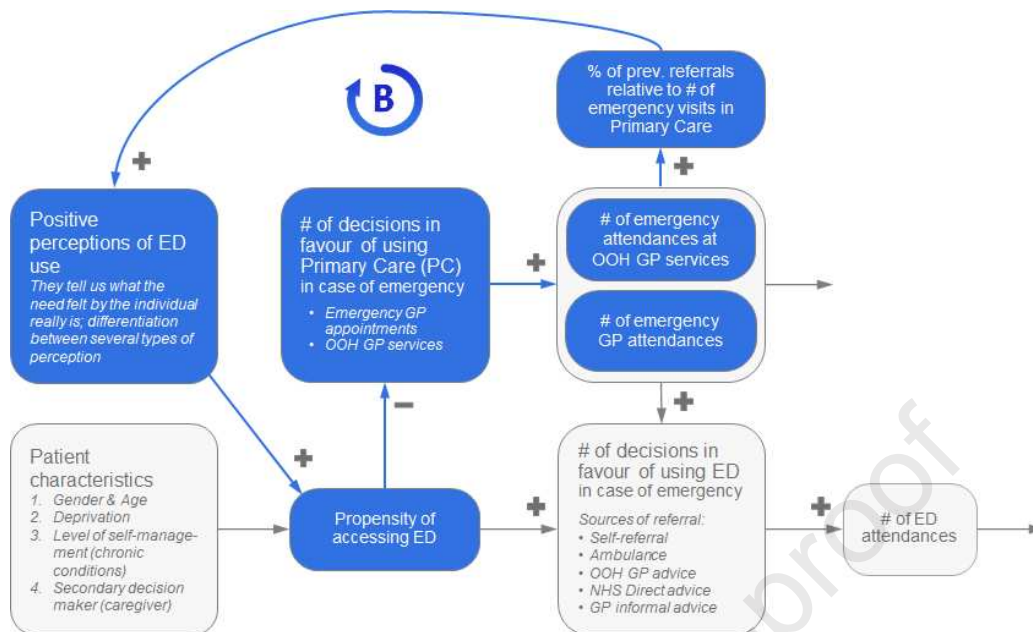 % of prev. referrals
relative to # of
emergency visits in
Primary Care
B
+
+
Positive
perceptions of ED
use
They tell us what the
need felt by the individual
really is; differentiation
between several types of
perception
# of decisions in
favour of using
Primary Care (PC)
in case of emergency
• Emergency GP
appointments
• OOH GP services
+
# of emergency
attendances at
OOH GP services
# of emergency
GP attendances
−
+
+
Patient
characteristics
1. Gender & Age
2. Deprivation
3. Level of self-manage-
ment (chronic
conditions)
4. Secondary decision
maker (caregiver)
Propensity of
accessing ED
+
# of decisions in
favour of using ED
in case of emergency
Sources of referral:
• Self-referral
• Ambulance
• OOH GP advice
• NHS Direct advice
• GP informal advice
+
# of ED
attendances
proof